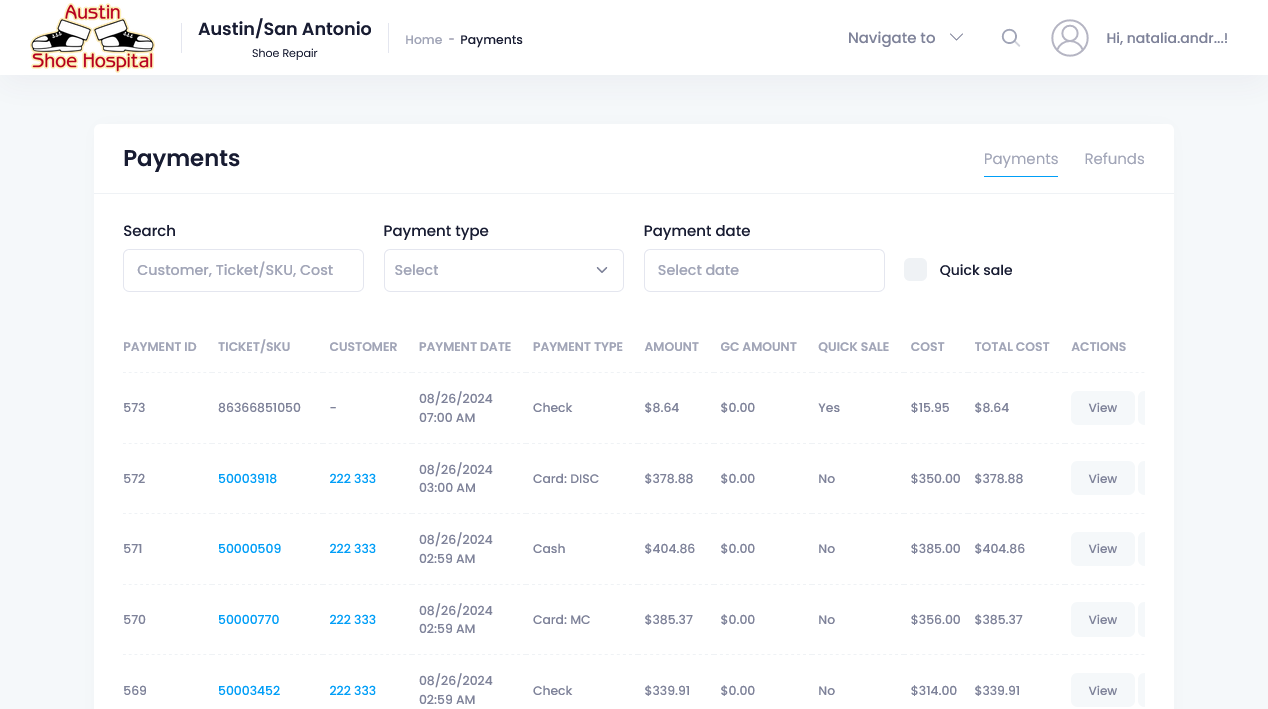 Austin
Shoe Hospital
Austin/San Antonio
Shoe Repair
Home - Payments
Navigate to
Hi, natalia.andr...!
Payments
Payments Refunds
Search Payment type Payment date
Customer, Ticket/SKU, Cost Select Select date Quick sale
PAYMENT ID TICKET/SKU CUSTOMER PAYMENT DATE PAYMENT TYPE AMOUNT GC AMOUNT QUICK SALE COST TOTAL COST ACTIONS
573 86366851050 - 08/26/2024 07:00 AM Check $8.64 $0.00 Yes $15.95 $8.64 View
572 50003918 222 333 08/26/2024 03:00 AM Card: DISC $378.88 $0.00 No $350.00 $378.88 View
571 50000509 222 333 08/26/2024 02:59 AM Cash $404.86 $0.00 No $385.00 $404.86 View
570 50000770 222 333 08/26/2024 02:59 AM Card: MC $385.37 $0.00 No $356.00 $385.37 View
569 50003452 222 333 08/26/2024 02:59 AM Check $339.91 $0.00 No $314.00 $339.91 View